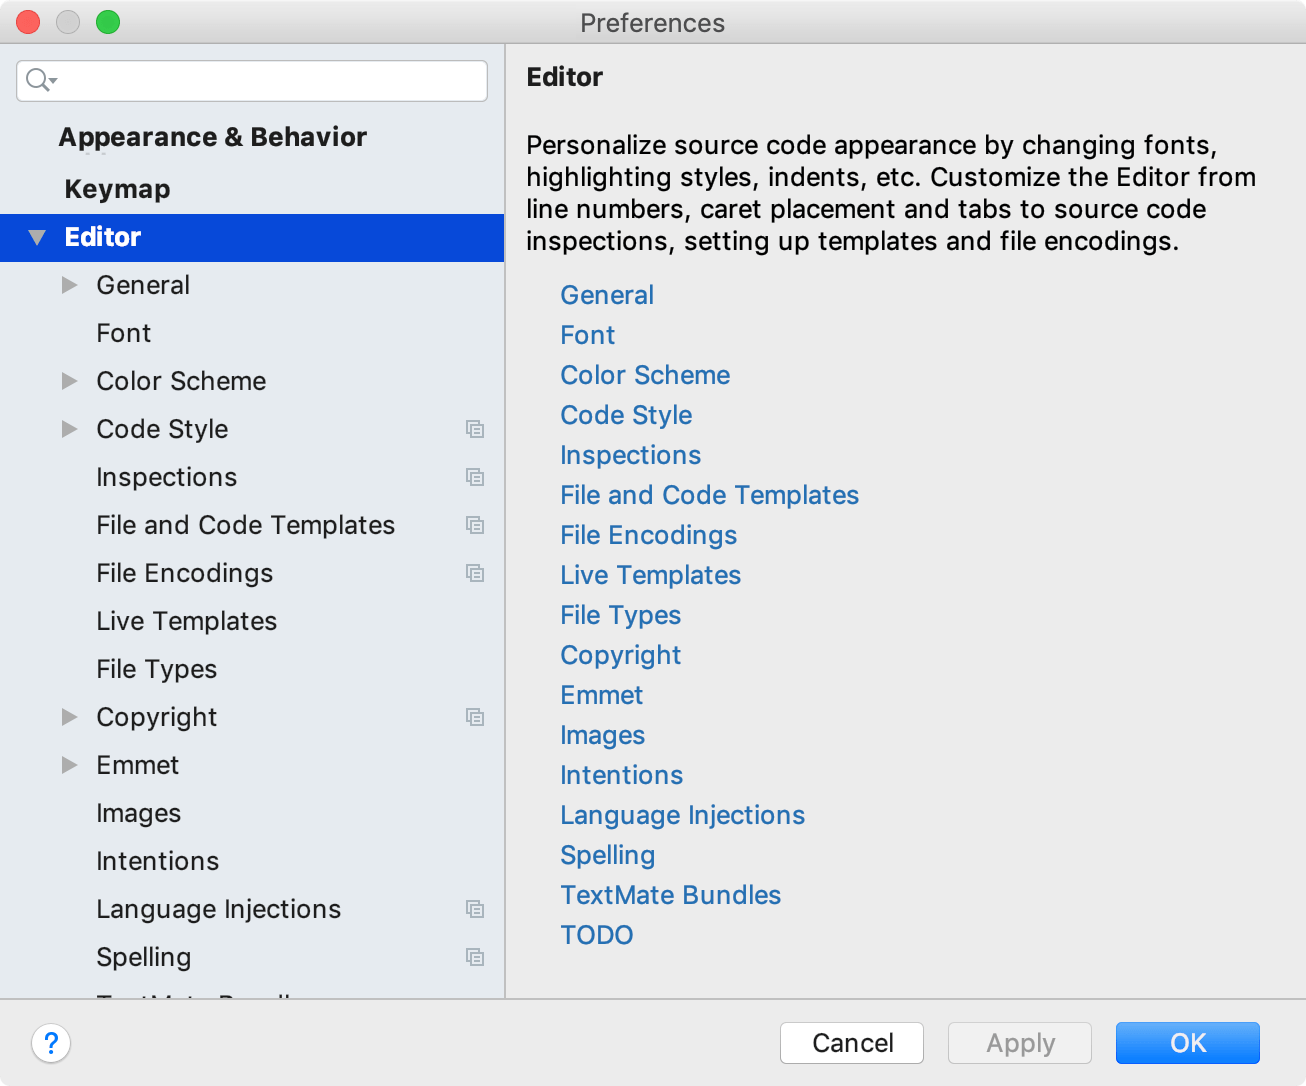 Preferences
Appearance & Behavior
Keymap
Editor
General
Font
Color Scheme
Code Style
Inspections
File and Code Templates
File Encodings
Live Templates
File Types
Copyright
Emmet
Images
Intentions
Language Injections
Spelling
Editor
Personalize source code appearance by changing fonts,
highlighting styles, indents, etc. Customize the Editor from
line numbers, caret placement and tabs to source code
inspections, setting up templates and file encodings.
General
Font
Color Scheme
Code Style
Inspections
File and Code Templates
File Encodings
Live Templates
File Types
Copyright
Emmet
Images
Intentions
Language Injections
Spelling
TextMate Bundles
TODO
?
Cancel
Apply
OK